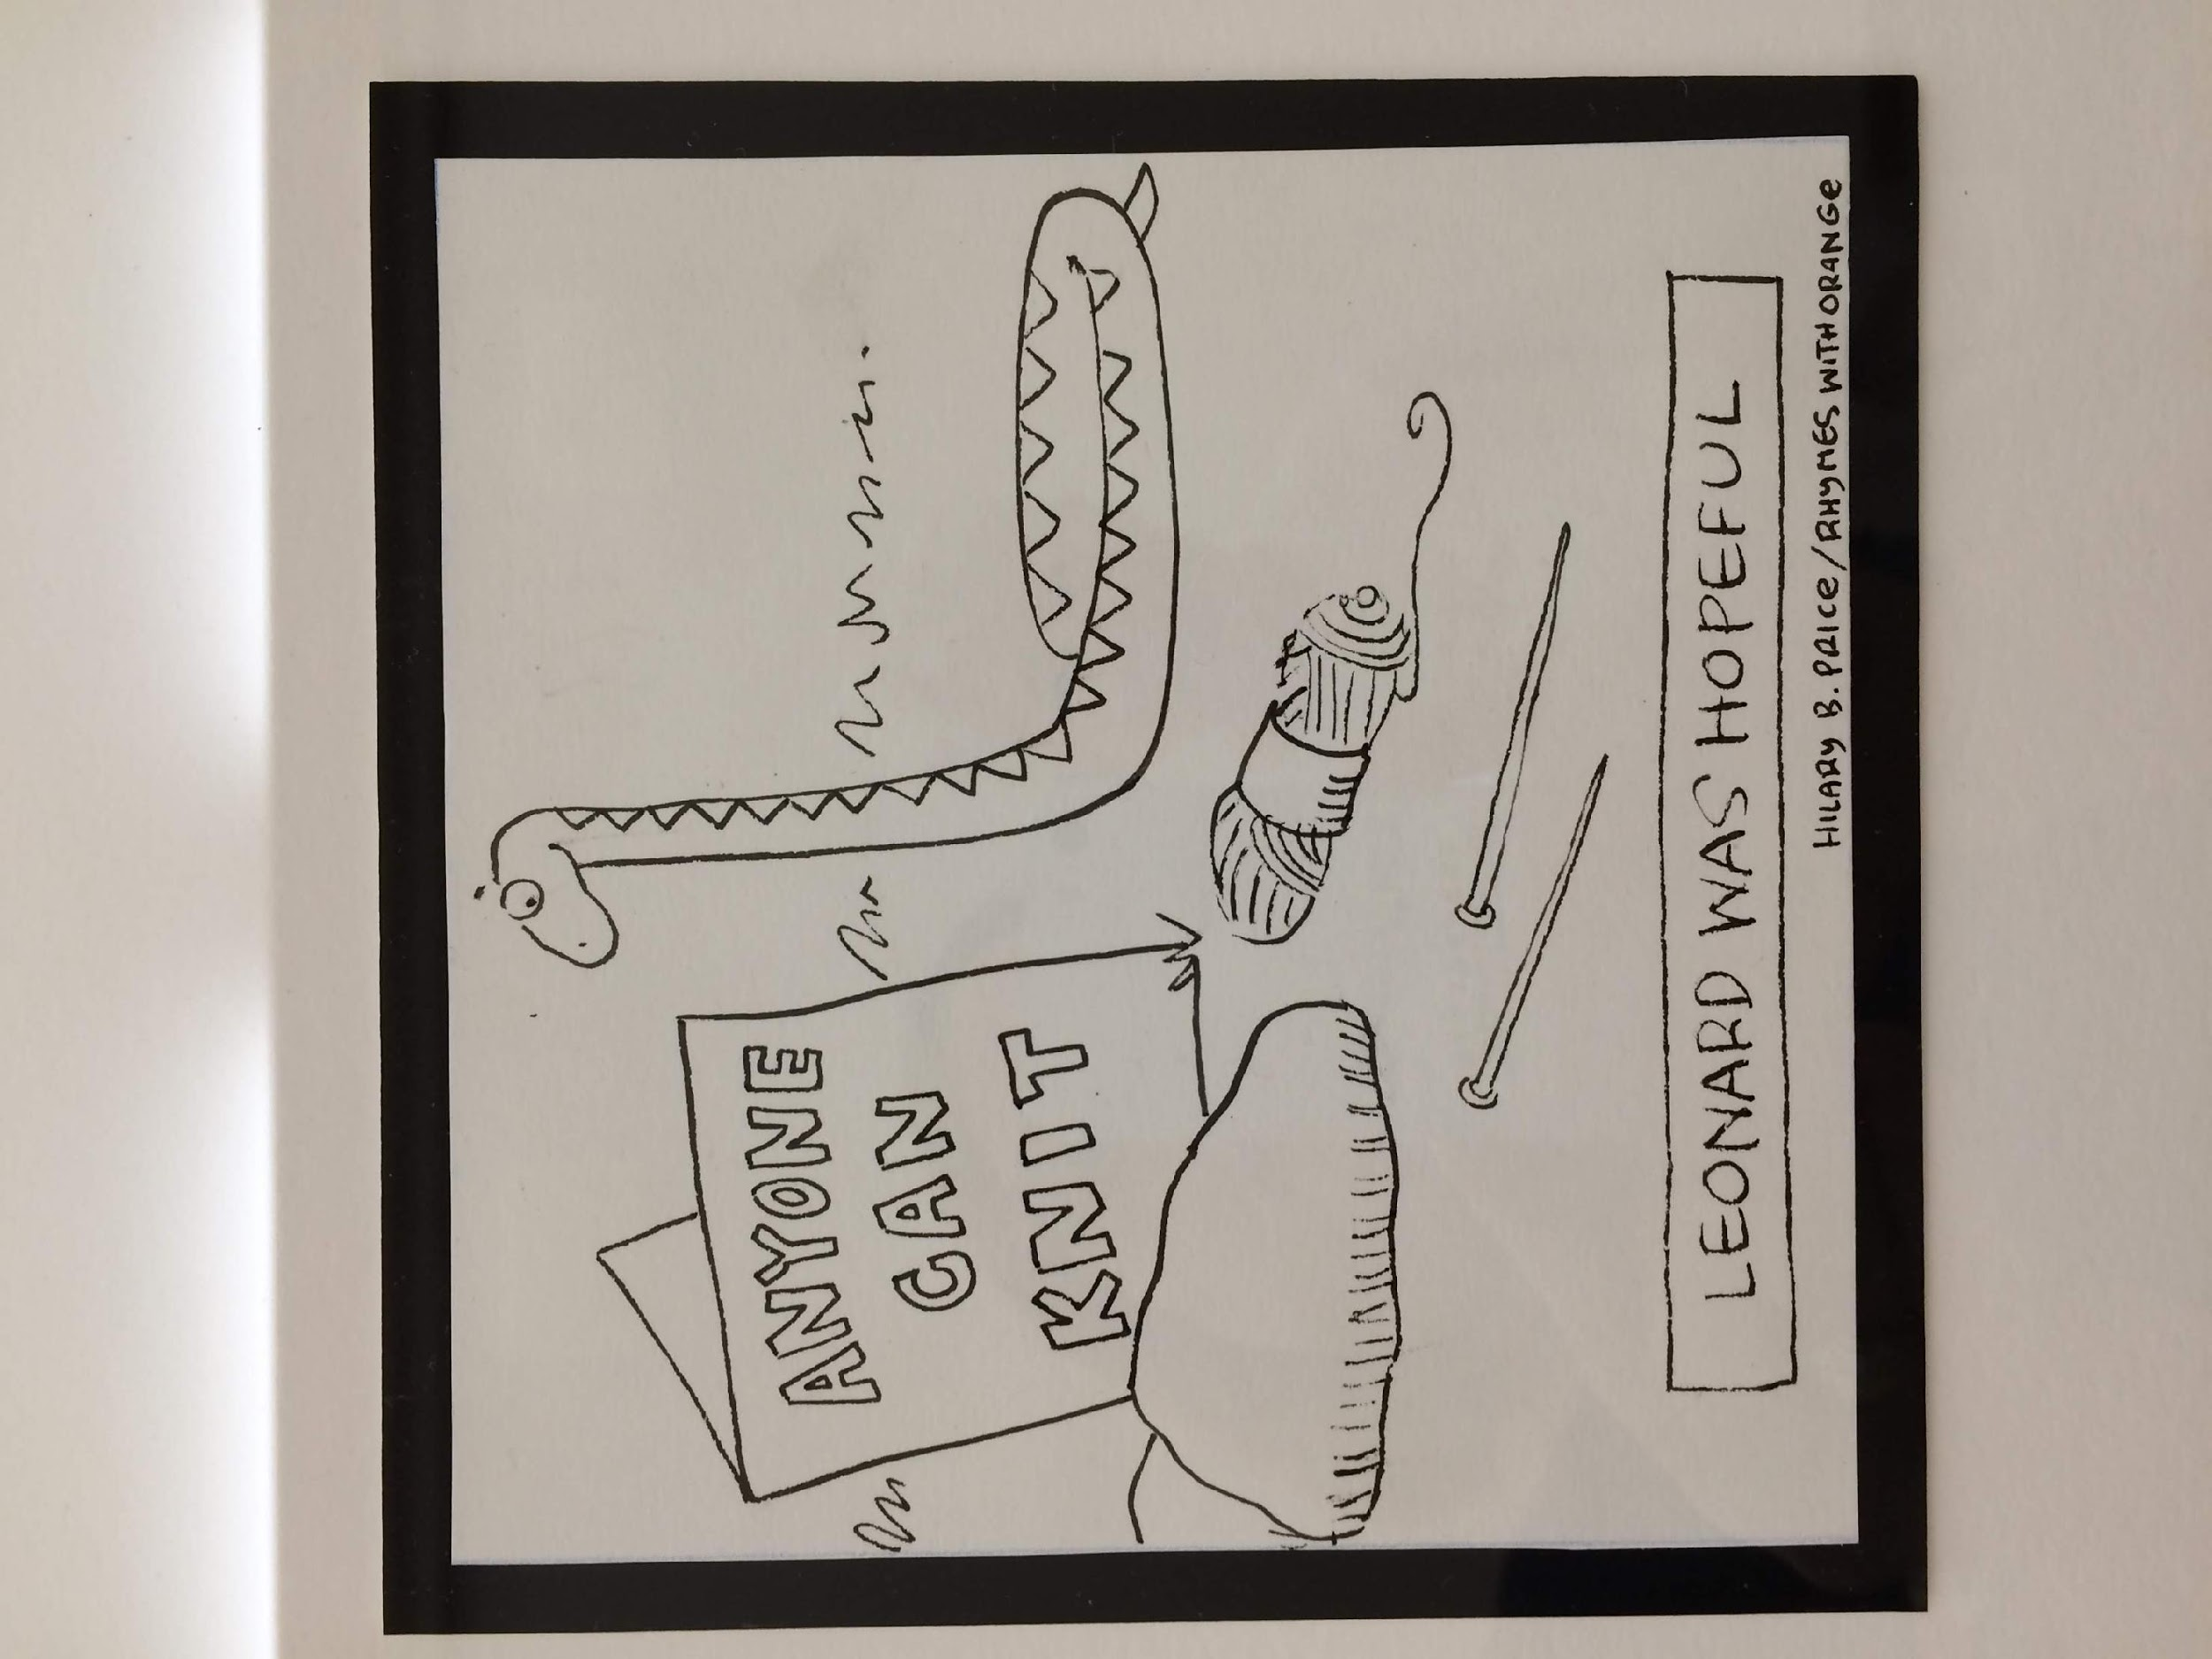 ANYONE
CAN
KNIT
LEONARD WAS HOPEFUL
HILARY B. PRICE/RHYMES WITH ORANGE